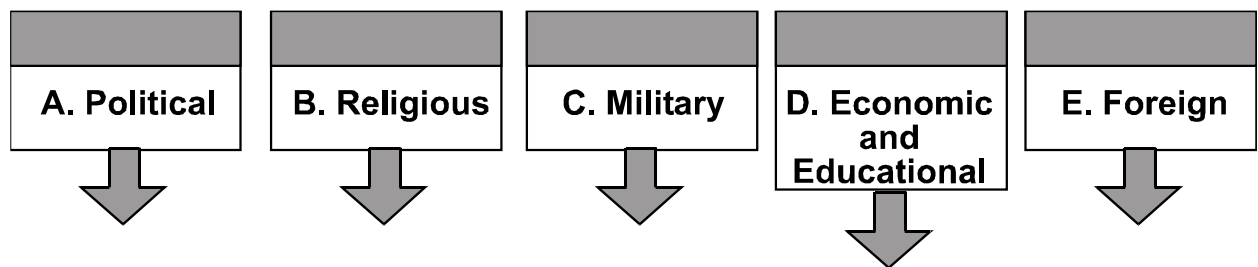 A. Political
B. Religious
C. Military
D. Economic
and
Educational
E. Foreign